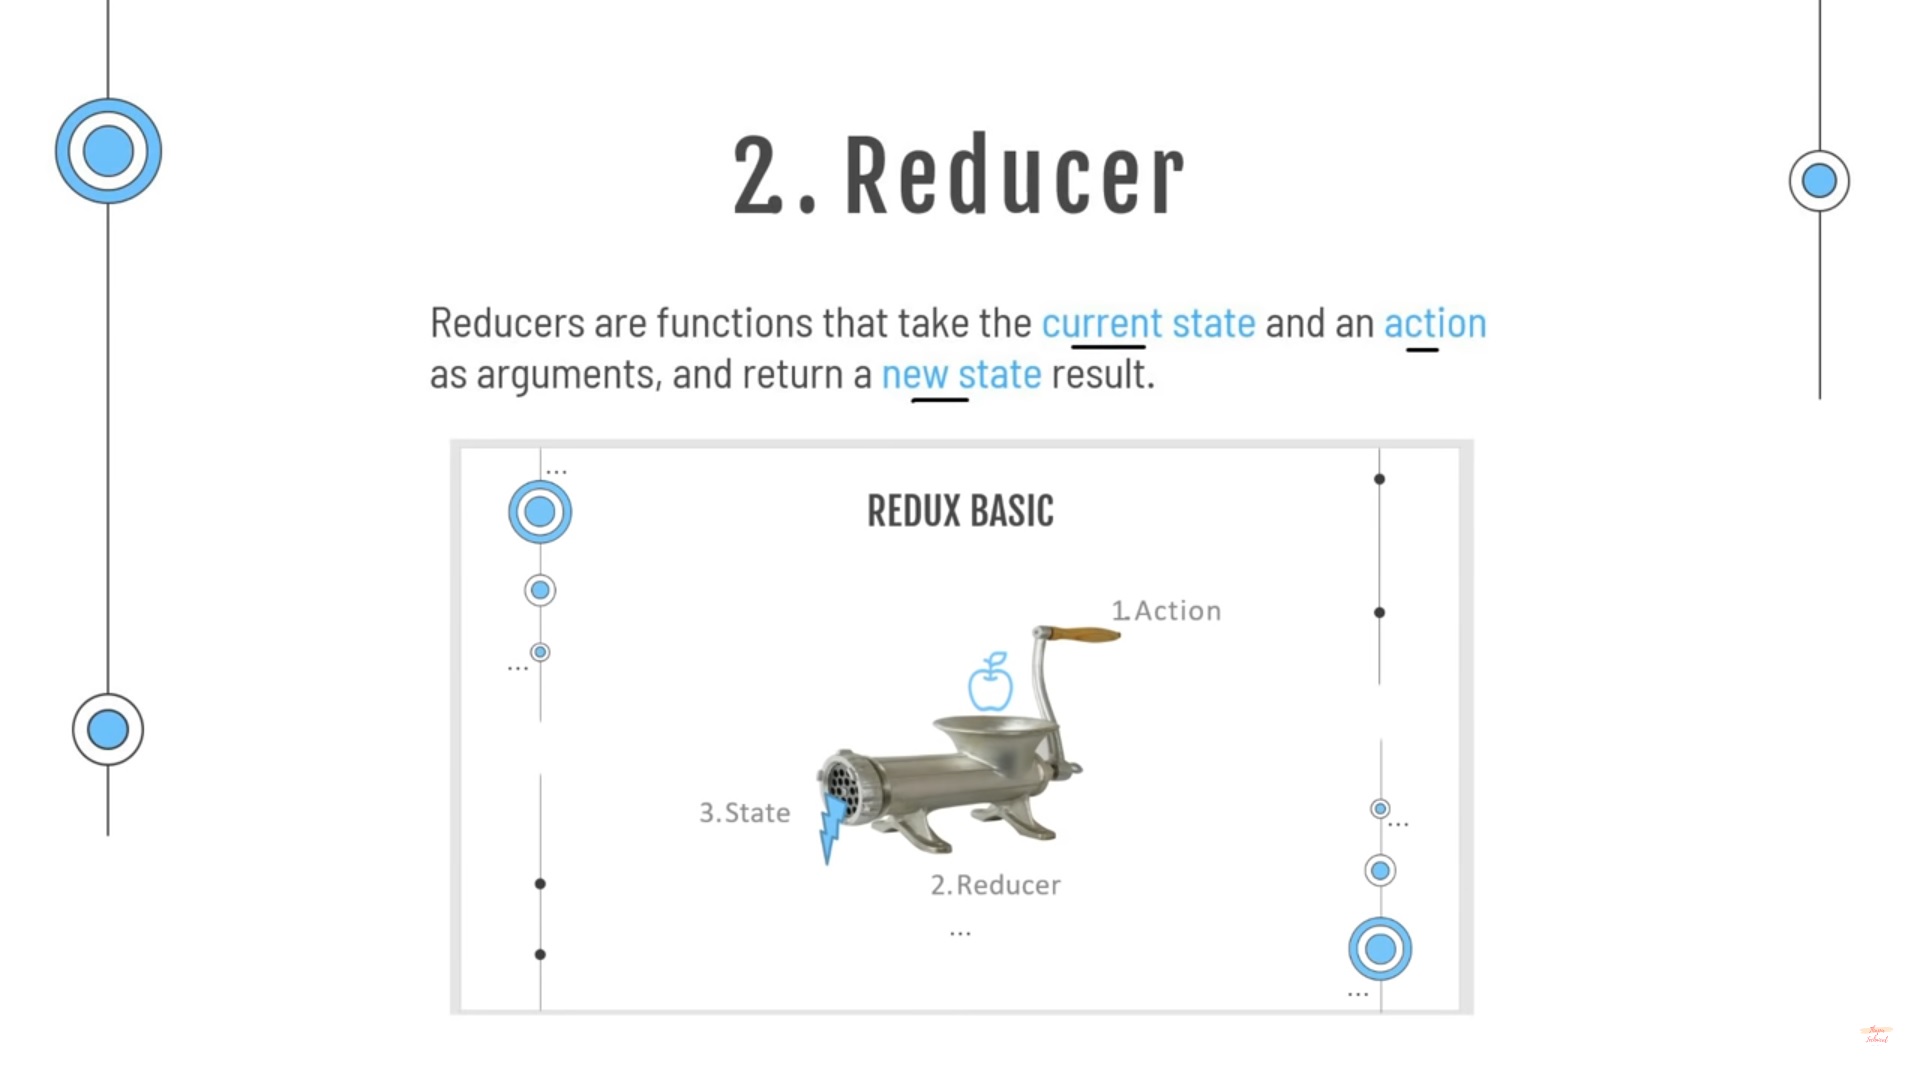 2. Reducer
Reducers are functions that take the current state and an action
as arguments, and return a new state result.
...
REDUX BASIC
1.Action
...
3.State
...
2.Reducer
...
...